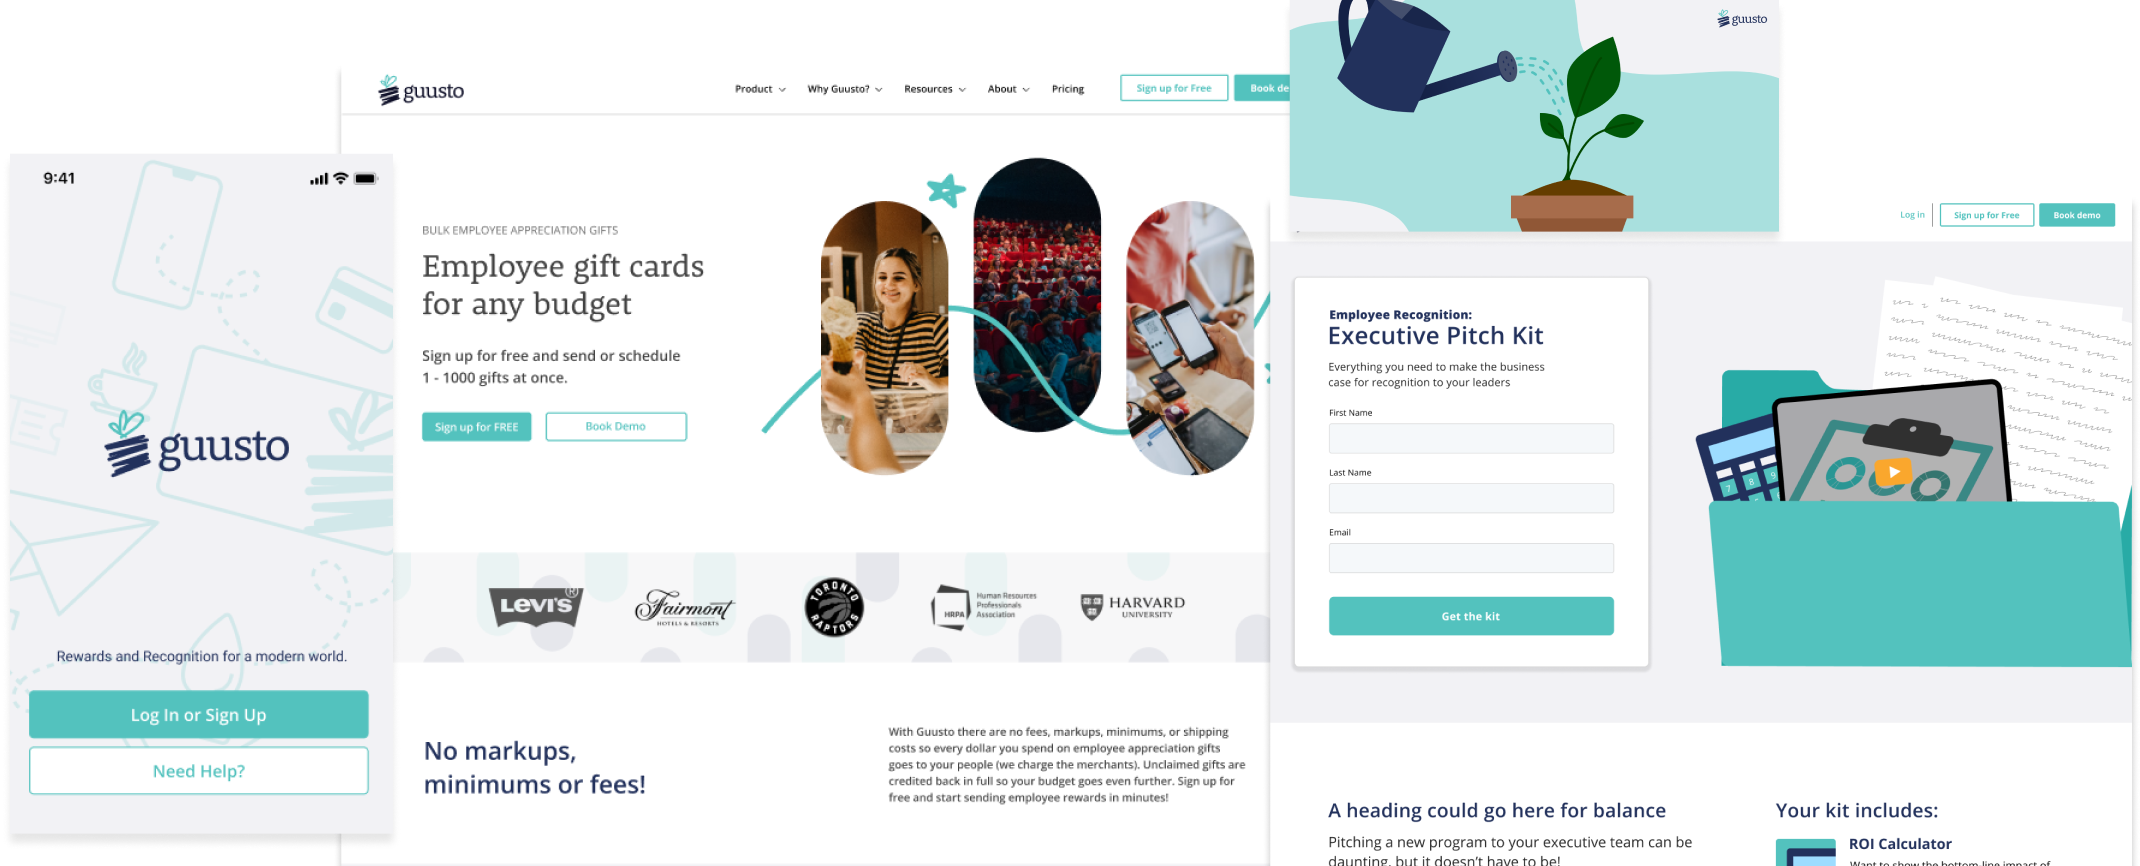 9:41
guusto
Rewards and Recognition for a modern world.
Log In or Sign Up
Need Help?
guusto
Product
Why Guusto?
Resources
About
Pricing
Sign up for Free
Book de
BULK EMPLOYEE APPRECIATION GIFTS
Employee gift cards
for any budget
Sign up for free and send or schedule
1 - 1000 gifts at once.
Sign up for FREE
Book Demo
LEVI'S®
Fairmont
HOTELS & RESORTS
TORONTO
RAPTORS
HRPA
Human Resources
Professionals
Association
HARVARD
UNIVERSITY
No markups,
minimums or fees!
With Guusto there are no fees, markups, minimums, or shipping
costs so every dollar you spend on employee appreciation gifts
goes to your people (we charge the merchants). Unclaimed gifts are
credited back in full so your budget goes even further. Sign up for
free and start sending employee rewards in minutes!
guusto
Log in
Sign up for Free
Book demo
Employee Recognition:
Executive Pitch Kit
Everything you need to make the business
case for recognition to your leaders
First Name
Last Name
Email
Get the kit
7 8 9
A heading could go here for balance
Pitching a new program to your executive team can be
daunting, but it doesn't have to be!
Your kit includes:
ROI Calculator
Want to show the bottom-line impact of